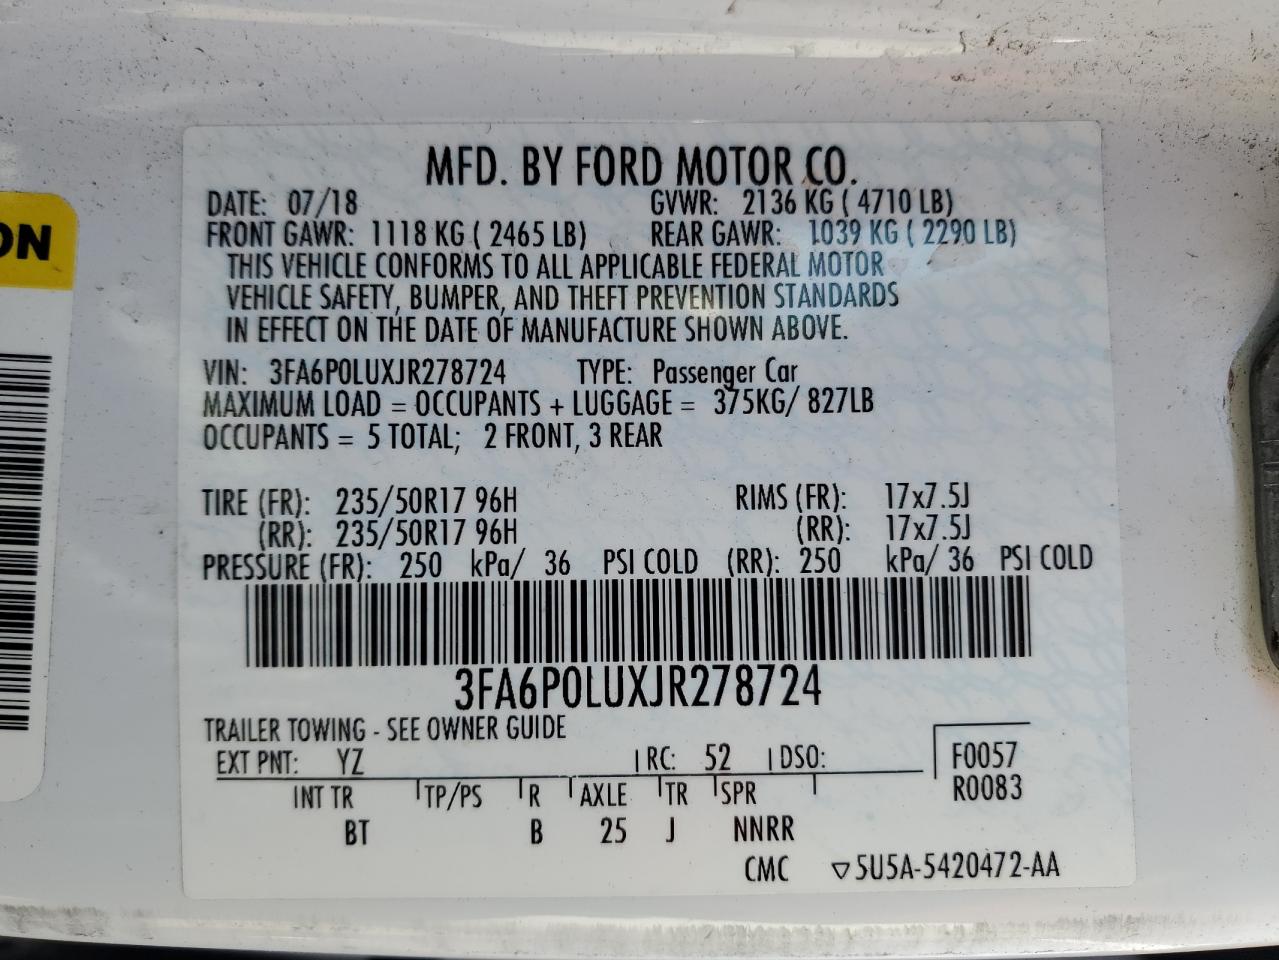 MFD. BY FORD MOTOR CO.
DATE: 07/18 GVWR: 2136 KG ( 4710 LB)
FRONT GAWR: 1118 KG ( 2465 LB) REAR GAWR: 1039 KG ( 2290 LB)
THIS VEHICLE CONFORMS TO ALL APPLICABLE FEDERAL MOTOR
VEHICLE SAFETY, BUMPER, AND THEFT PREVENTION STANDARDS
IN EFFECT ON THE DATE OF MANUFACTURE SHOWN ABOVE.
ON
VIN: 3FA6P0LUXJR278724 TYPE: Passenger Car
MAXIMUM LOAD = OCCUPANTS + LUGGAGE = 375KG/ 827LB
OCCUPANTS = 5 TOTAL; 2 FRONT, 3 REAR
TIRE (FR): 235/50R17 96H RIMS (FR): 17x7.5J
(RR): 235/50R17 96H (RR): 17x7.5J
PRESSURE (FR): 250 kPa/ 36 PSI COLD (RR): 250 kPa/ 36 PSI COLD
3FA6P0LUXJR278724
TRAILER TOWING - SEE OWNER GUIDE
EXT PNT: YZ RC: 52 DSO: F0057
INT TR TP/PS R AXLE TR SPR R0083
BT B 25 J NNRR
CMC ▽5U5A-5420472-AA